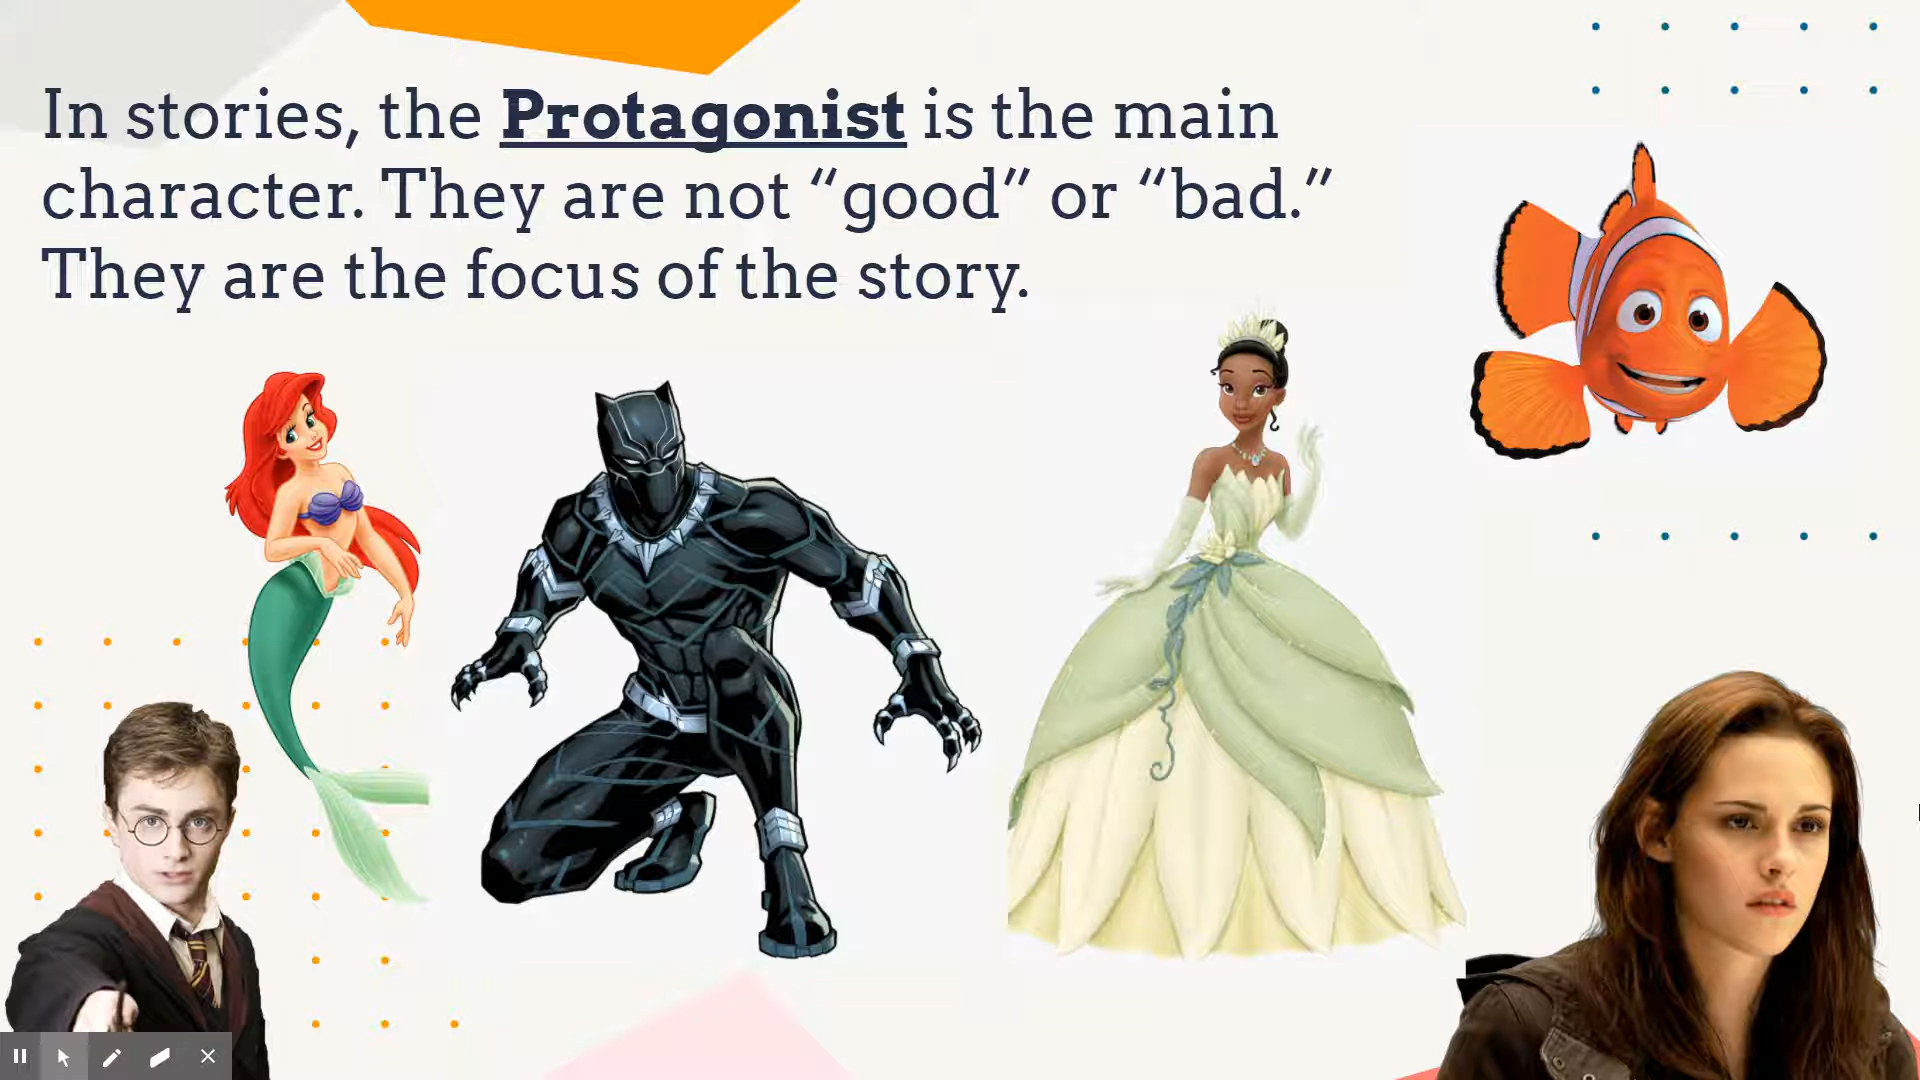 In stories, the Protagonist is the main
character. They are not “good” or “bad.”
They are the focus of the story.